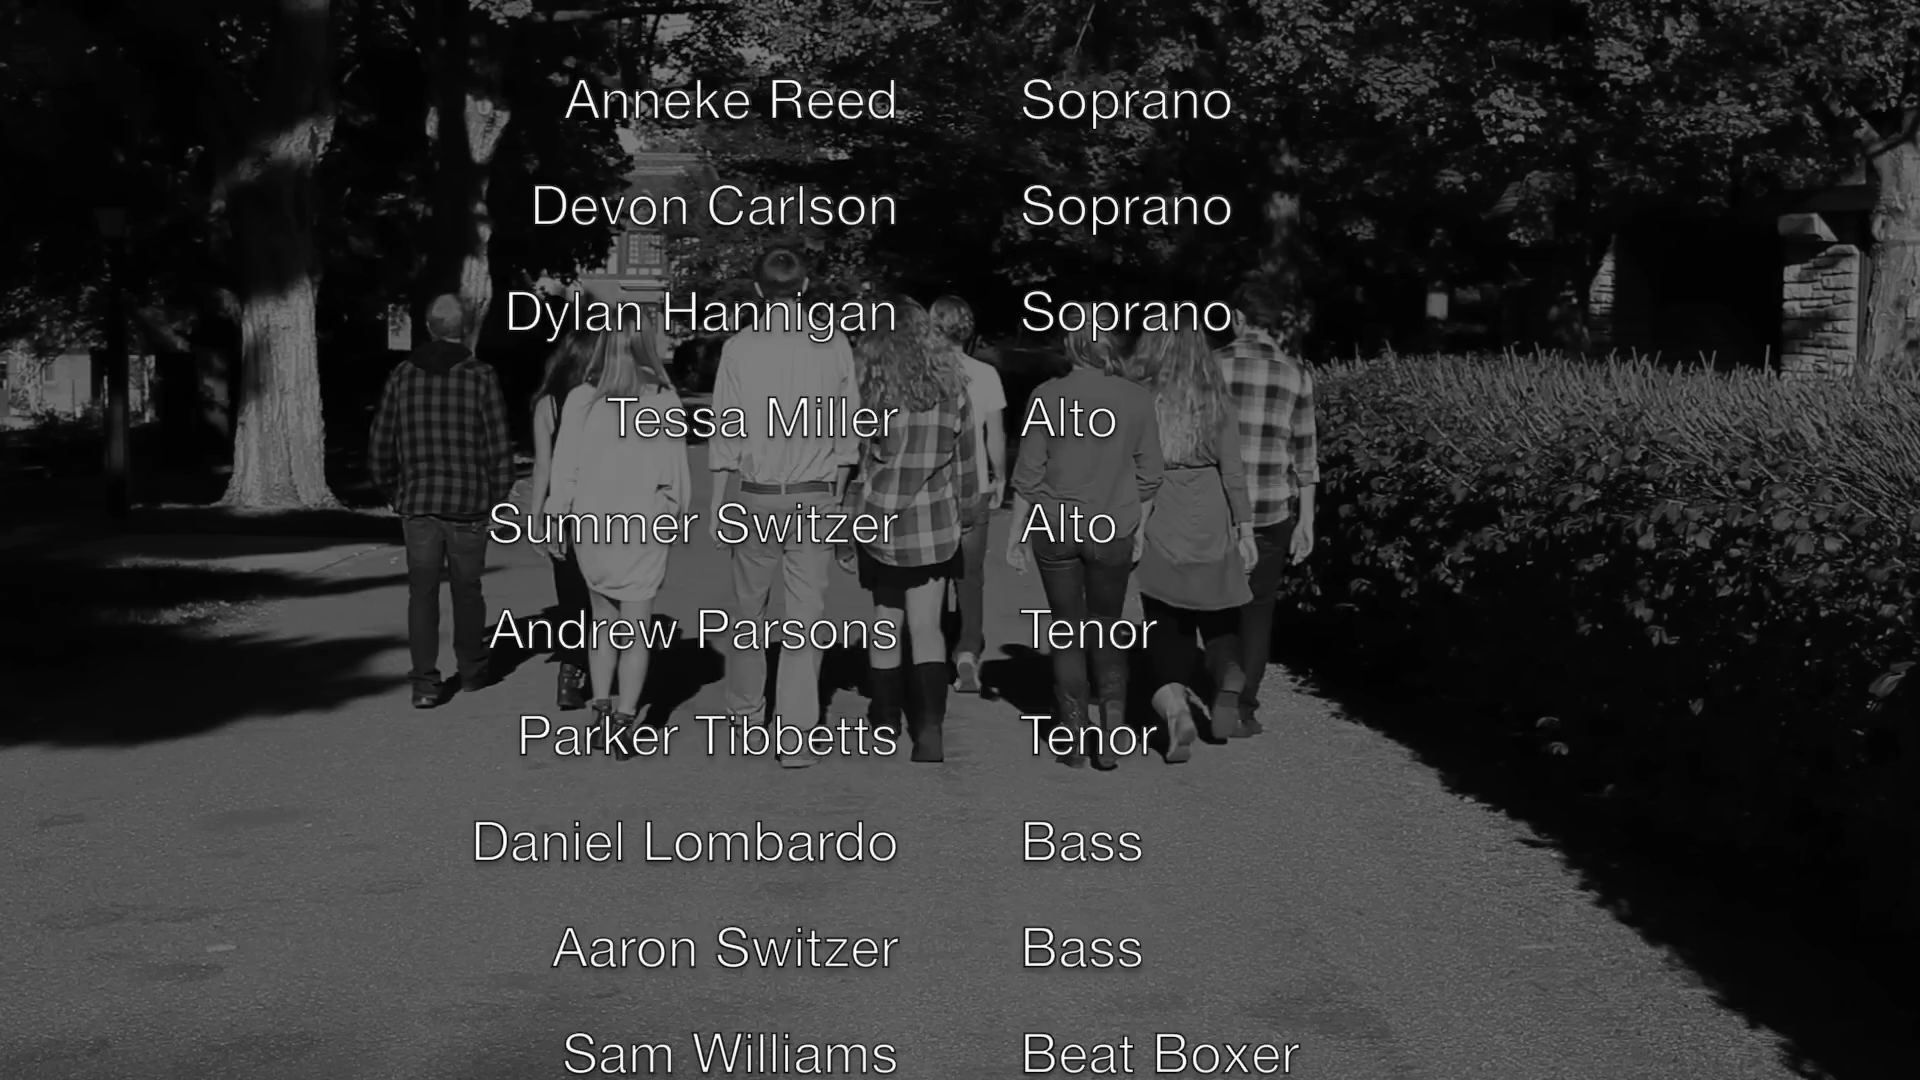 Anneke Reed Soprano
Devon Carlson Soprano
Dylan Hannigan Soprano
Tessa Miller Alto
Summer Switzer Alto
Andrew Parsons Tenor
Parker Tibbetts Tenor
Daniel Lombardo Bass
Aaron Switzer Bass
Sam Williams Beat Boxer